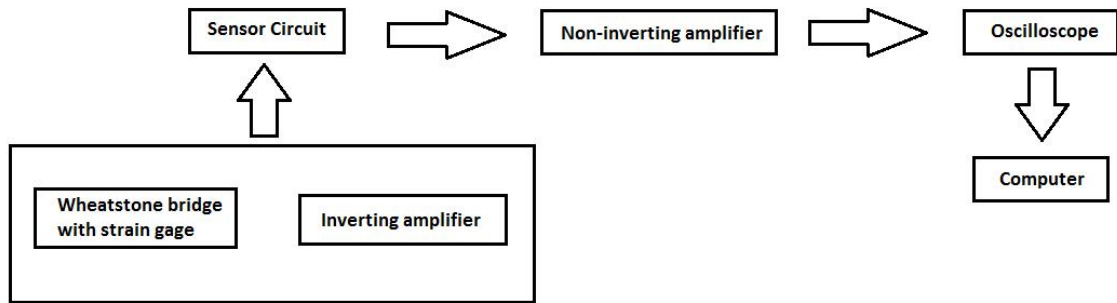 Sensor Circuit
Non-inverting amplifier
Oscilloscope
Wheatstone bridge
with strain gage
Inverting amplifier
Computer